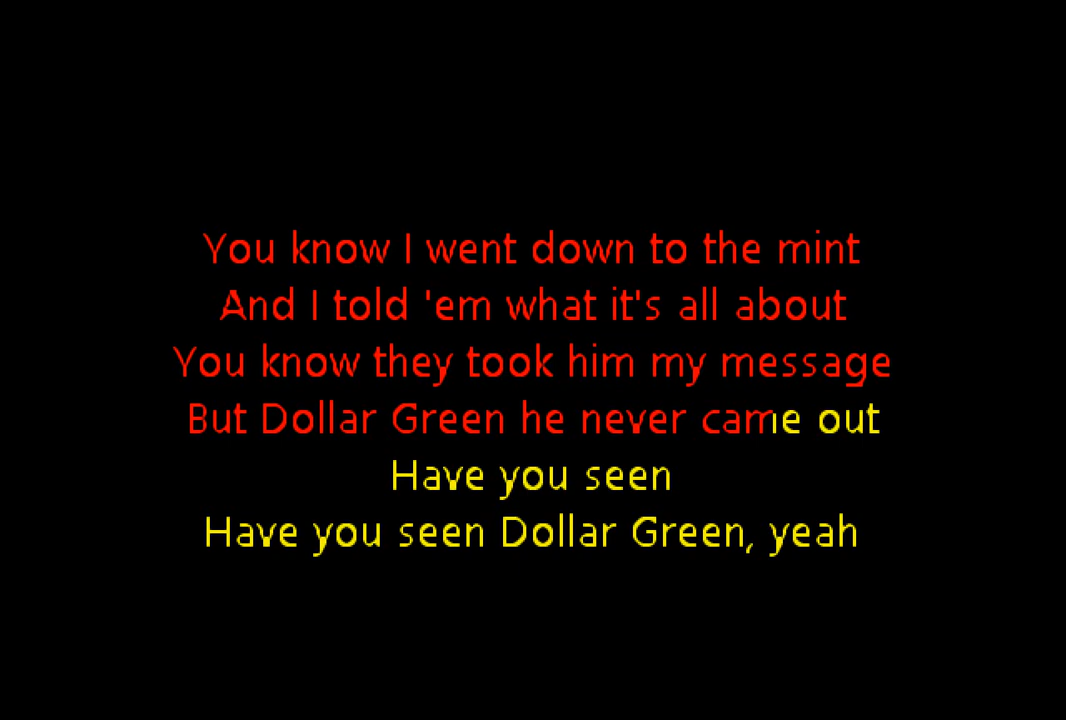 You know I went down to the mint
And I told 'em what it's all about
You know they took him my message
But Dollar Green he never came out
Have you seen
Have you seen Dollar Green, yeah